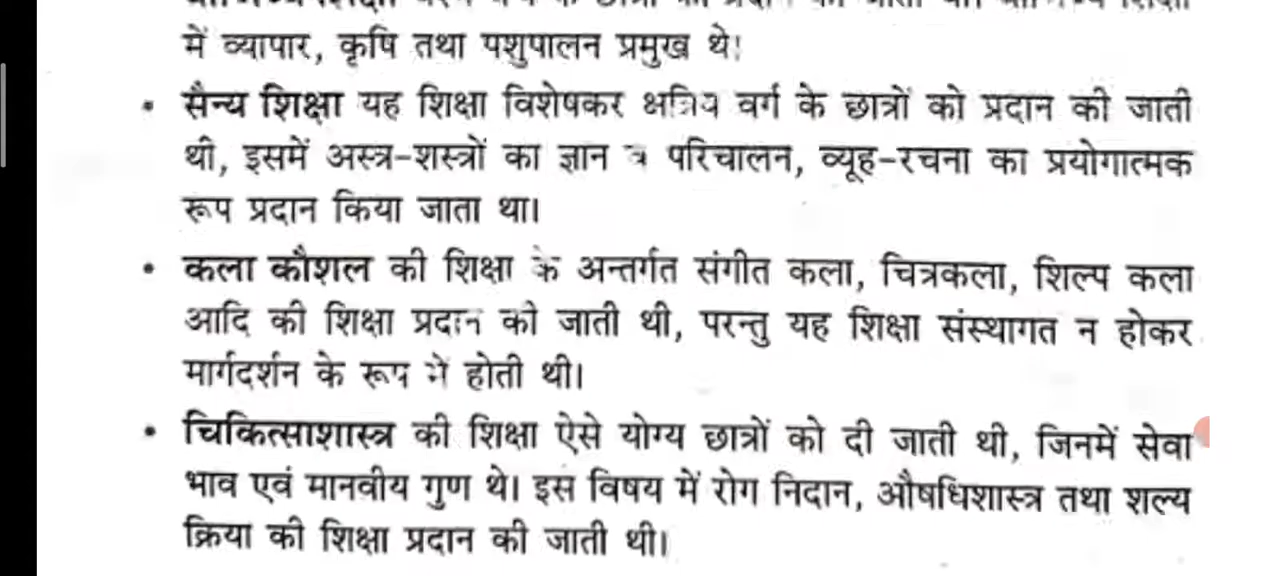 में व्यापार, कृषि तथा पशुपालन प्रमुख थे।
• सैन्य शिक्षा यह शिक्षा विशेषकर क्षत्रिय वर्ग के छात्रों को प्रदान की जाती
थी, इसमें अस्त्र-शस्त्रों का ज्ञान व परिचालन, व्यूह-रचना का प्रयोगात्मक
रूप प्रदान किया जाता था।
• कला कौशल की शिक्षा के अन्तर्गत संगीत कला, चित्रकला, शिल्प कला
आदि की शिक्षा प्रदान की जाती थी, परन्तु यह शिक्षा संस्थागत न होकर
मार्गदर्शन के रूप में होती थी।
• चिकित्साशास्त्र की शिक्षा ऐसे योग्य छात्रों को दी जाती थी, जिनमें सेवा
भाव एवं मानवीय गुण थे। इस विषय में रोग निदान, औषधिशास्त्र तथा शल्य
क्रिया की शिक्षा प्रदान की जाती थी।